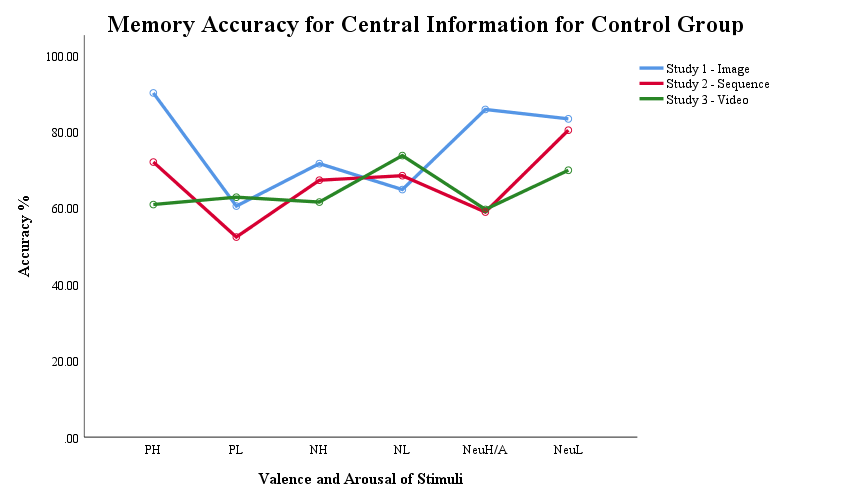 Memory Accuracy for Central Information for Control Group
100.00
80.00
60.00
40.00
20.00
.00
Accuracy %
PH PL NH NL NeuH/A NeuL
Valence and Arousal of Stimuli
Study 1 - Image
Study 2 - Sequence
Study 3 - Video